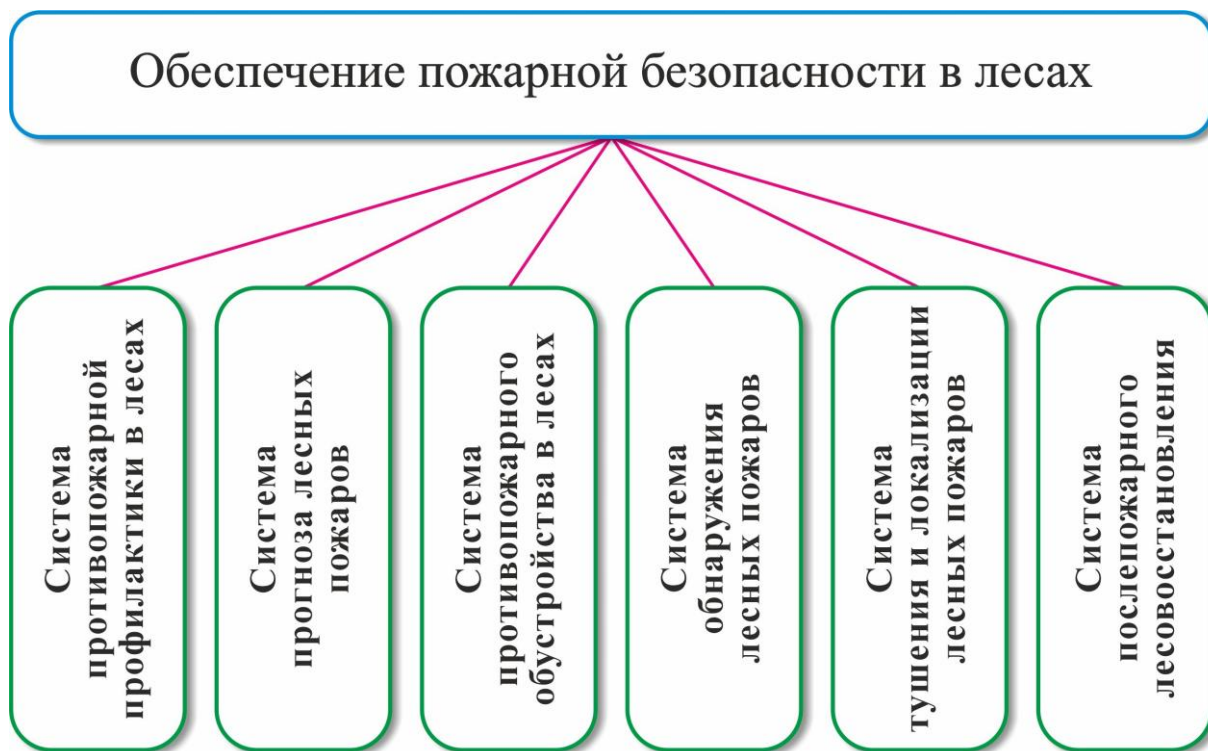 Обеспечение пожарной безопасности в лесах
Система
противопожарной
профилактики в лесах
Система
прогноза лесных
пожаров
Система
противопожарного
обустройства в лесах
Система
обнаружения
лесных пожаров
Система
тушения и локализации
лесных пожаров
Система
послепожарного
лесовосстановления